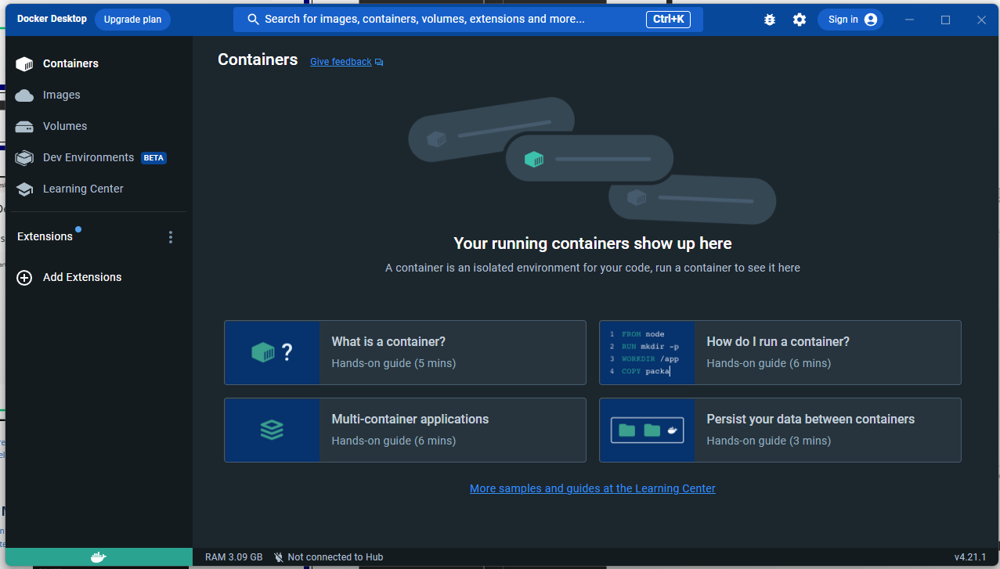 Docker Desktop
Upgrade plan
Search for images, containers, volumes, extensions and more...
Ctrl+K
Sign in
Containers
Images
Volumes
Dev Environments BETA
Learning Center
Extensions
Add Extensions
Containers
Give feedback
Your running containers show up here
A container is an isolated environment for your code, run a container to see it here
?
What is a container?
Hands-on guide (5 mins)
1 FROM node
2 RUN mkdir -p
3 WORKDIR /app
4 COPY packa
How do I run a container?
Hands-on guide (6 mins)
Multi-container applications
Hands-on guide (6 mins)
Persist your data between containers
Hands-on guide (3 mins)
More samples and guides at the Learning Center
RAM 3.09 GB
Not connected to Hub
v4.21.1